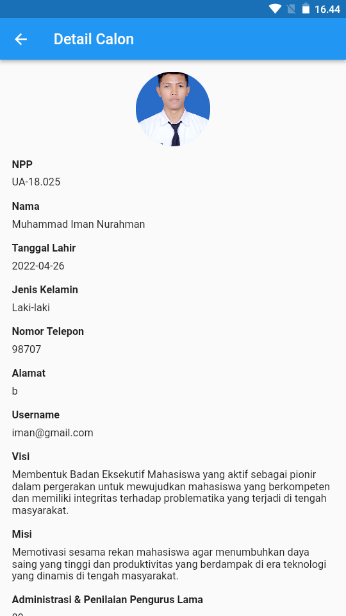 16.44
Detail Calon
NPP
UA-18.025
Nama
Muhammad Iman Nurahman
Tanggal Lahir
2022-04-26
Jenis Kelamin
Laki-laki
Nomor Telepon
98707
Alamat
b
Username
iman@gmail.com
Visi
Membentuk Badan Eksekutif Mahasiswa yang aktif sebagai pionir
dalam pergerakan untuk mewujudkan mahasiswa yang berkompeten
dan memiliki integritas terhadap problematika yang terjadi di tengah
masyarakat.
Misi
Memotivasi sesama rekan mahasiswa agar menumbuhkan daya
saing yang tinggi dan produktivitas yang berdampak di era teknologi
yang dinamis di tengah masyarakat.
Administrasi & Penilaian Pengurus Lama